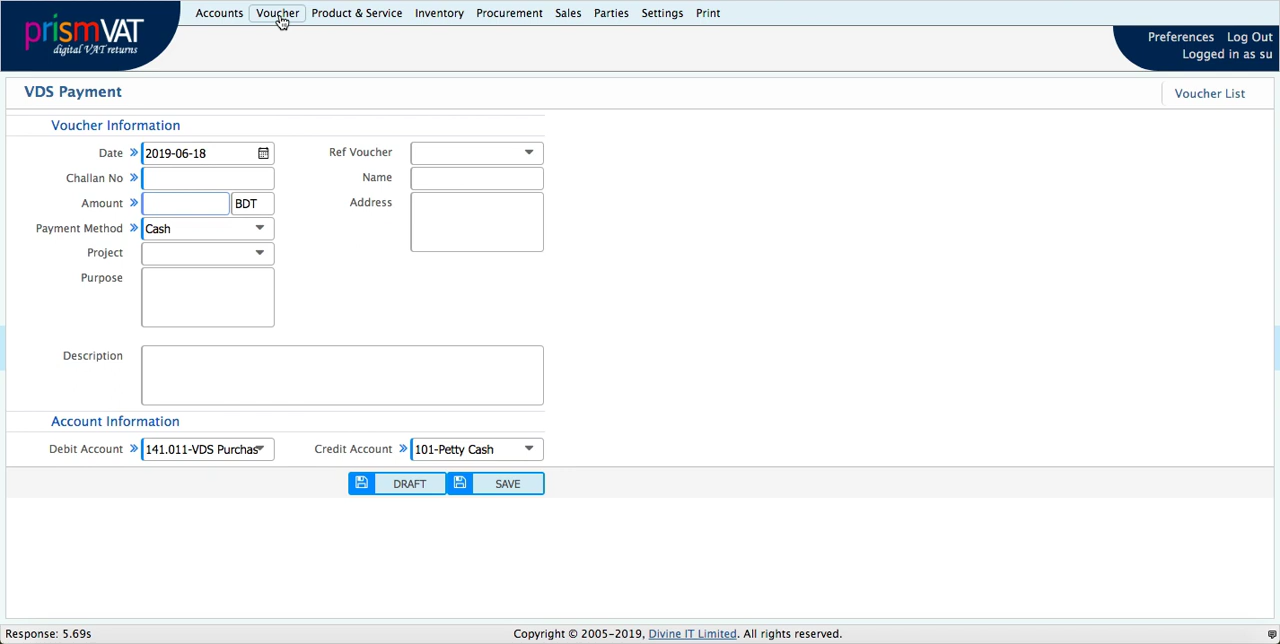 Accounts Voucher Product & Service Inventory Procurement Sales Parties Settings Print
prismVAT
digital VAT returns
Preferences Log Out
Logged in as su
VDS Payment Voucher List
Voucher Information
Date » 2019-06-18 Ref Voucher
Challan No » Name
Amount » BDT Address
Payment Method » Cash
Project
Purpose
Description
Account Information
Debit Account » 141.011-VDS Purchas Credit Account » 101-Petty Cash
DRAFT SAVE
Response: 5.69s Copyright © 2005-2019, Divine IT Limited. All rights reserved.